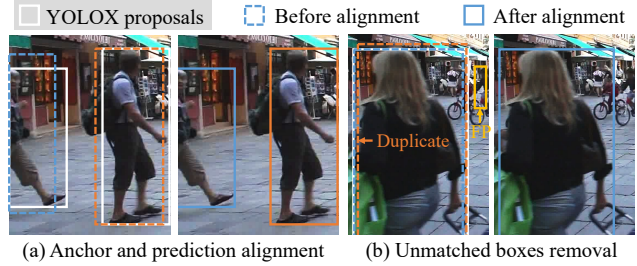 YOLOX proposals
Before alignment
After alignment
Duplicate
FP
(a) Anchor and prediction alignment
(b) Unmatched boxes removal